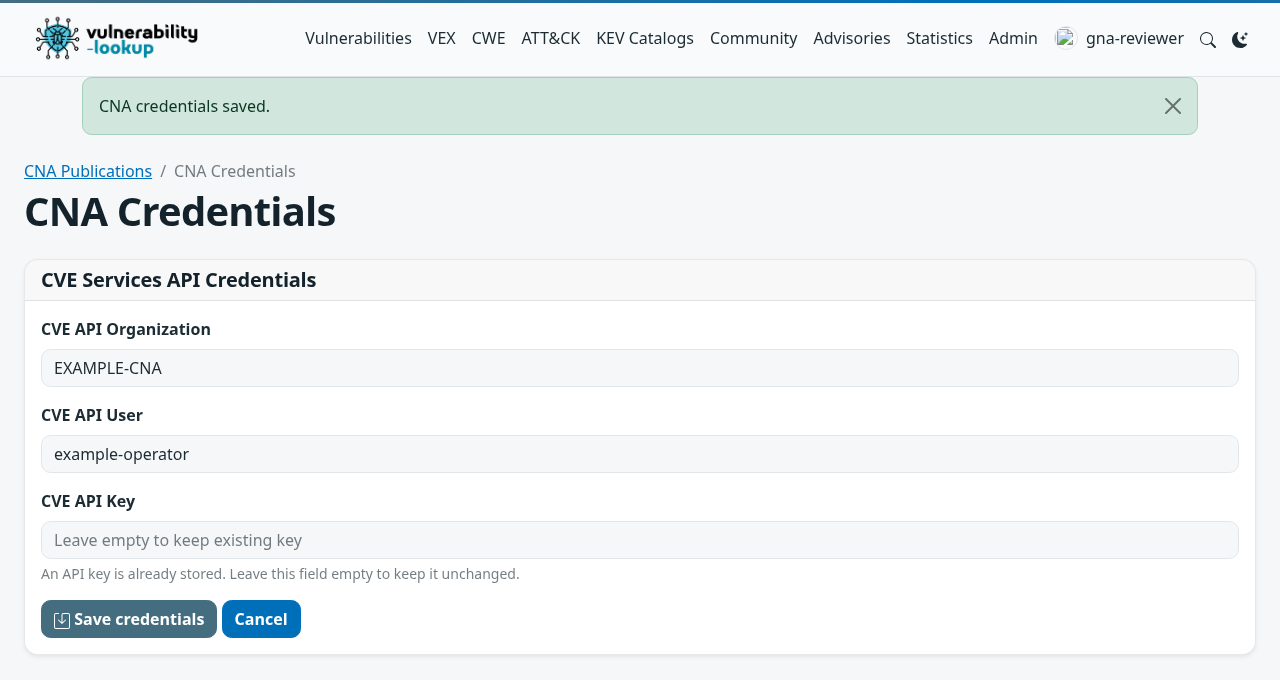 vulnerability
-lookup
Vulnerabilities VEX CWE ATT&CK KEV Catalogs Community Advisories Statistics Admin gna-reviewer
CNA credentials saved.
CNA Publications / CNA Credentials
CNA Credentials
CVE Services API Credentials
CVE API Organization
EXAMPLE-CNA
CVE API User
example-operator
CVE API Key
Leave empty to keep existing key
An API key is already stored. Leave this field empty to keep it unchanged.
Save credentials Cancel